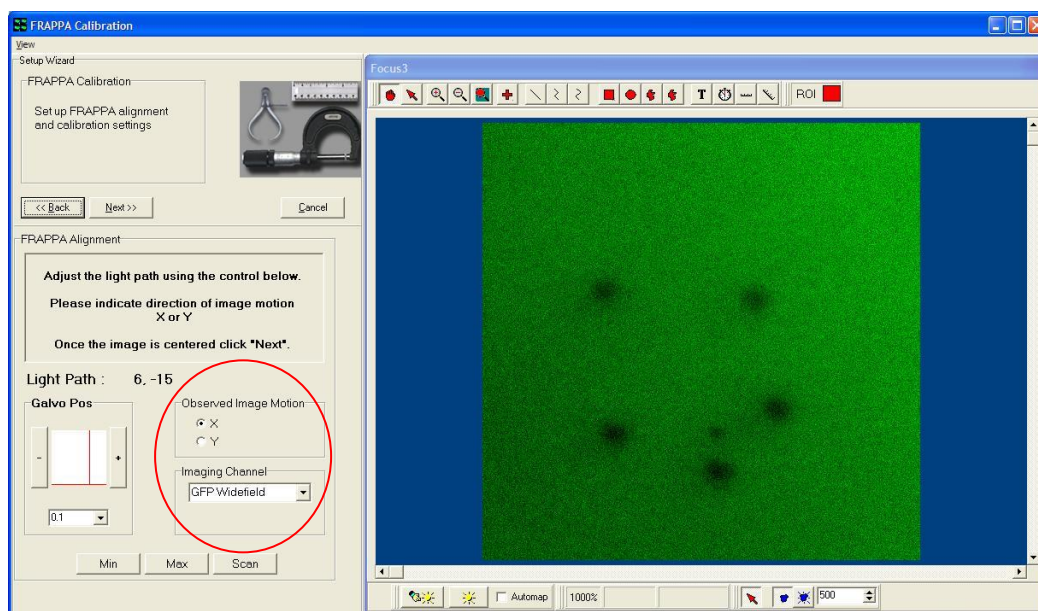 FRAPPA Calibration
View
Setup Wizard
FRAPPA Calibration
Set up FRAPPA alignment
and calibration settings
<< Back
Next >>
Cancel
FRAPPA Alignment
Adjust the light path using the control below.
Please indicate direction of image motion
X or Y
Once the image is centered click "Next".
Light Path : 6, -15
Galvo Pos
-
+
0.1
Observed Image Motion
X
Y
Imaging Channel
GFP Widefield
Min
Max
Scan
Focus3
T
ROI
Automap
1000%
500